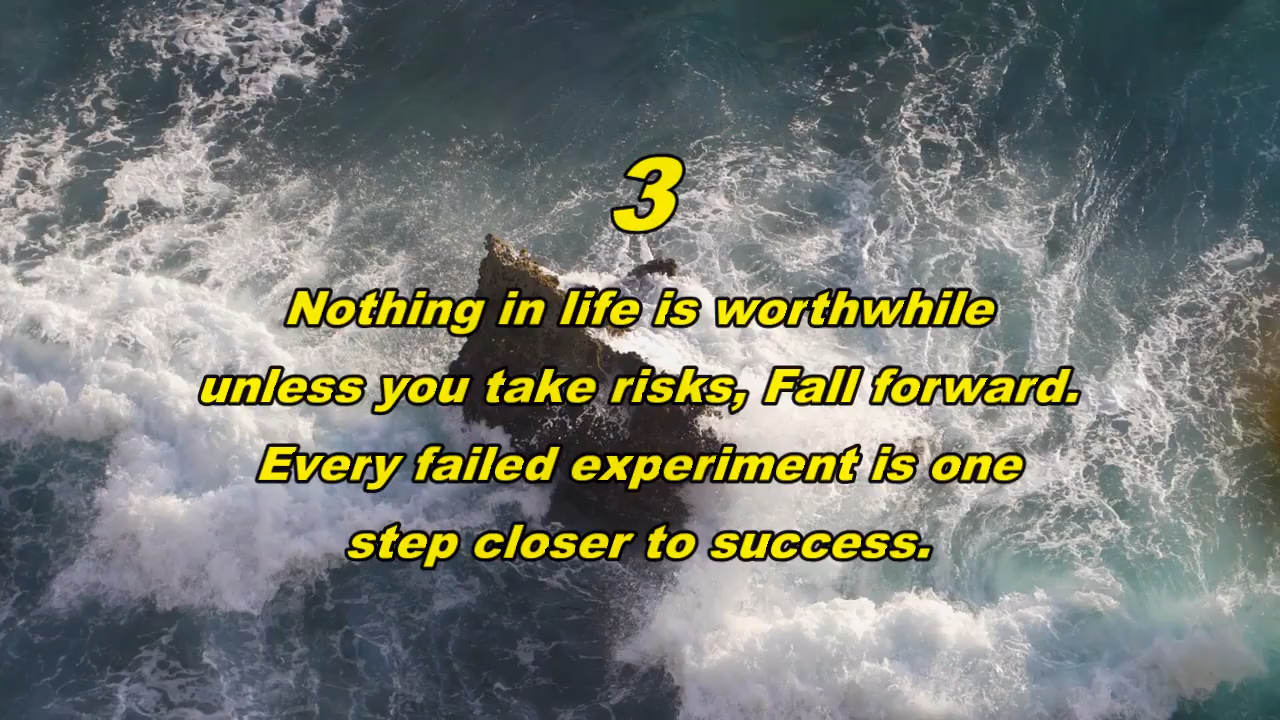 3
Nothing in life is worthwhile
unless you take risks, Fall forward.
Every failed experiment is one
step closer to success.